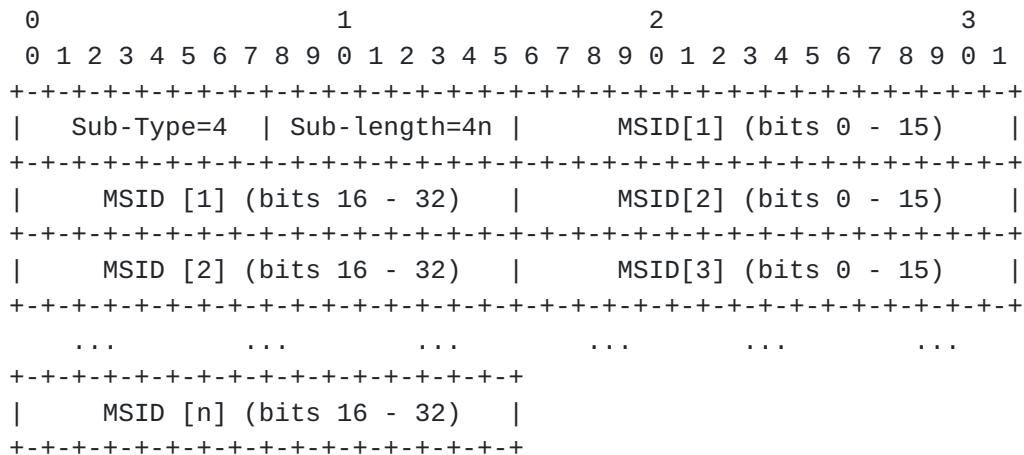 0                   1                   2                   3
 0 1 2 3 4 5 6 7 8 9 0 1 2 3 4 5 6 7 8 9 0 1 2 3 4 5 6 7 8 9 0 1
+-+-+-+-+-+-+-+-+-+-+-+-+-+-+-+-+-+-+-+-+-+-+-+-+-+-+-+-+-+-+-+-+
|   Sub-Type=4  | Sub-length=4n |      MSID[1] (bits 0 - 15)    |
+-+-+-+-+-+-+-+-+-+-+-+-+-+-+-+-+-+-+-+-+-+-+-+-+-+-+-+-+-+-+-+-+
|     MSID [1] (bits 16 - 32)   |      MSID[2] (bits 0 - 15)    |
+-+-+-+-+-+-+-+-+-+-+-+-+-+-+-+-+-+-+-+-+-+-+-+-+-+-+-+-+-+-+-+-+
|     MSID [2] (bits 16 - 32)   |      MSID[3] (bits 0 - 15)    |
+-+-+-+-+-+-+-+-+-+-+-+-+-+-+-+-+-+-+-+-+-+-+-+-+-+-+-+-+-+-+-+-+
    ...        ...        ...        ...       ...        ...
+-+-+-+-+-+-+-+-+-+-+-+-+-+-+-+-+
|     MSID [n] (bits 16 - 32)   |
+-+-+-+-+-+-+-+-+-+-+-+-+-+-+-+-+